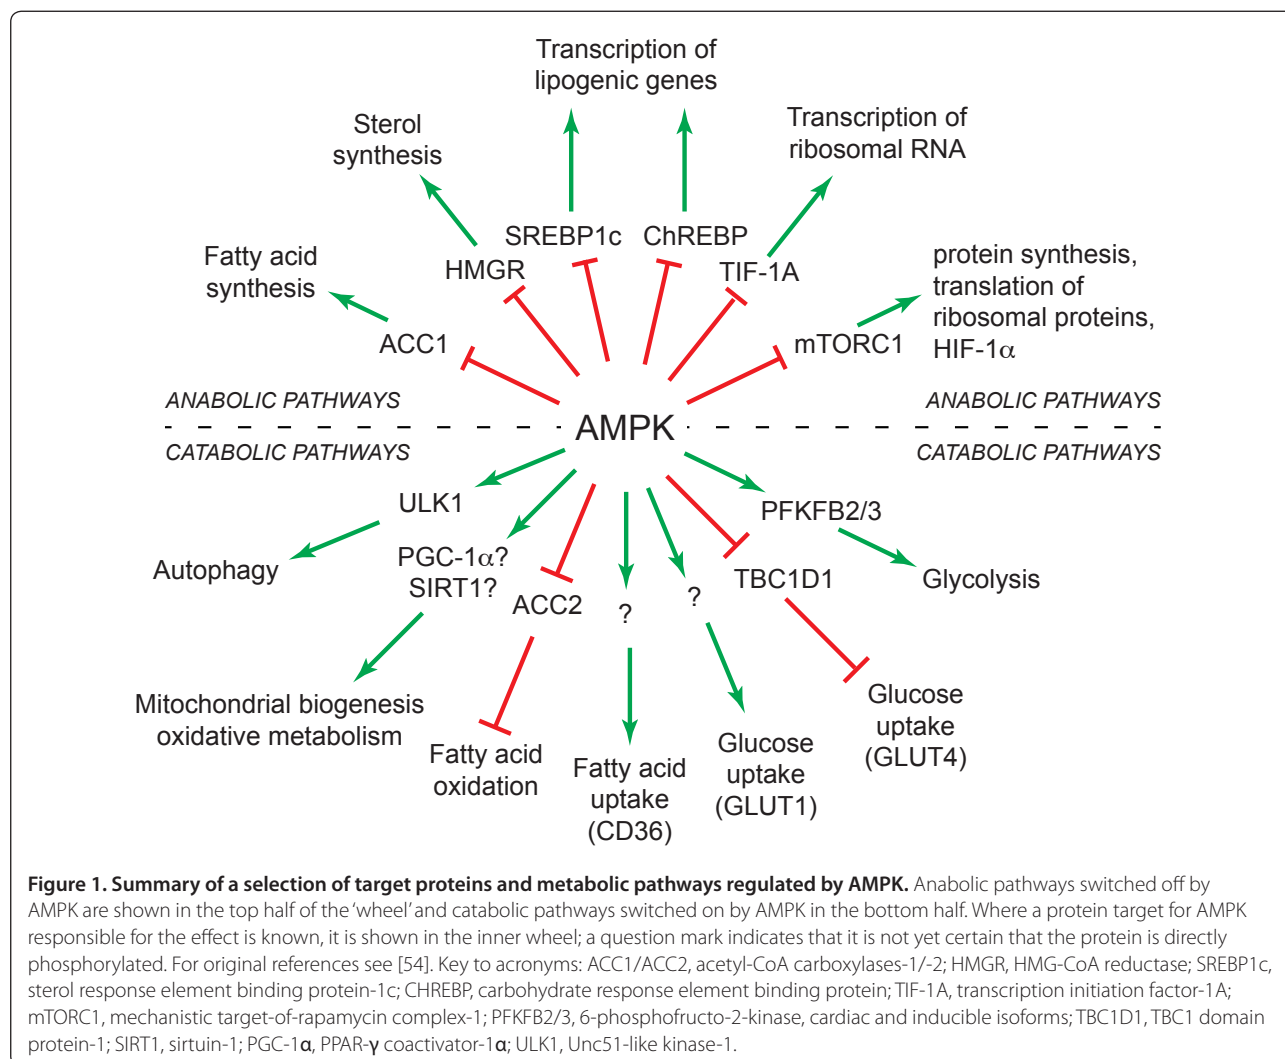 Transcription of
lipogenic genes
Sterol
synthesis
Transcription of
ribosomal RNA
Fatty acid
synthesis
HMGR
SREBP1c
ChREBP
TIF-1A
protein synthesis,
translation of
ribosomal proteins,
HIF-1α
ACC1
mTORC1
ANABOLIC PATHWAYS
ANABOLIC PATHWAYS
AMPK
CATABOLIC PATHWAYS
CATABOLIC PATHWAYS
ULK1
PFKFB2/3
Autophagy
PGC-1α?
SIRT1?
ACC2
?
?
TBC1D1
Glycolysis
Mitochondrial biogenesis
oxidative metabolism
Fatty acid
oxidation
Fatty acid
uptake
(CD36)
Glucose
uptake
(GLUT1)
Glucose
uptake
(GLUT4)
Figure 1. Summary of a selection of target proteins and metabolic pathways regulated by AMPK. Anabolic pathways switched off by
AMPK are shown in the top half of the 'wheel' and catabolic pathways switched on by AMPK in the bottom half. Where a protein target for AMPK
responsible for the effect is known, it is shown in the inner wheel; a question mark indicates that it is not yet certain that the protein is directly
phosphorylated. For original references see [54]. Key to acronyms: ACC1/ACC2, acetyl-CoA carboxylases-1/-2; HMGR, HMG-CoA reductase; SREBP1c,
sterol response element binding protein-1c; CHREBP, carbohydrate response element binding protein; TIF-1A, transcription initiation factor-1A;
mTORC1, mechanistic target-of-rapamycin complex-1; PFKFB2/3, 6-phosphofructo-2-kinase, cardiac and inducible isoforms; TBC1D1, TBC1 domain
protein-1; SIRT1, sirtuin-1; PGC-1α, PPAR-γ coactivator-1α; ULK1, Unc51-like kinase-1.